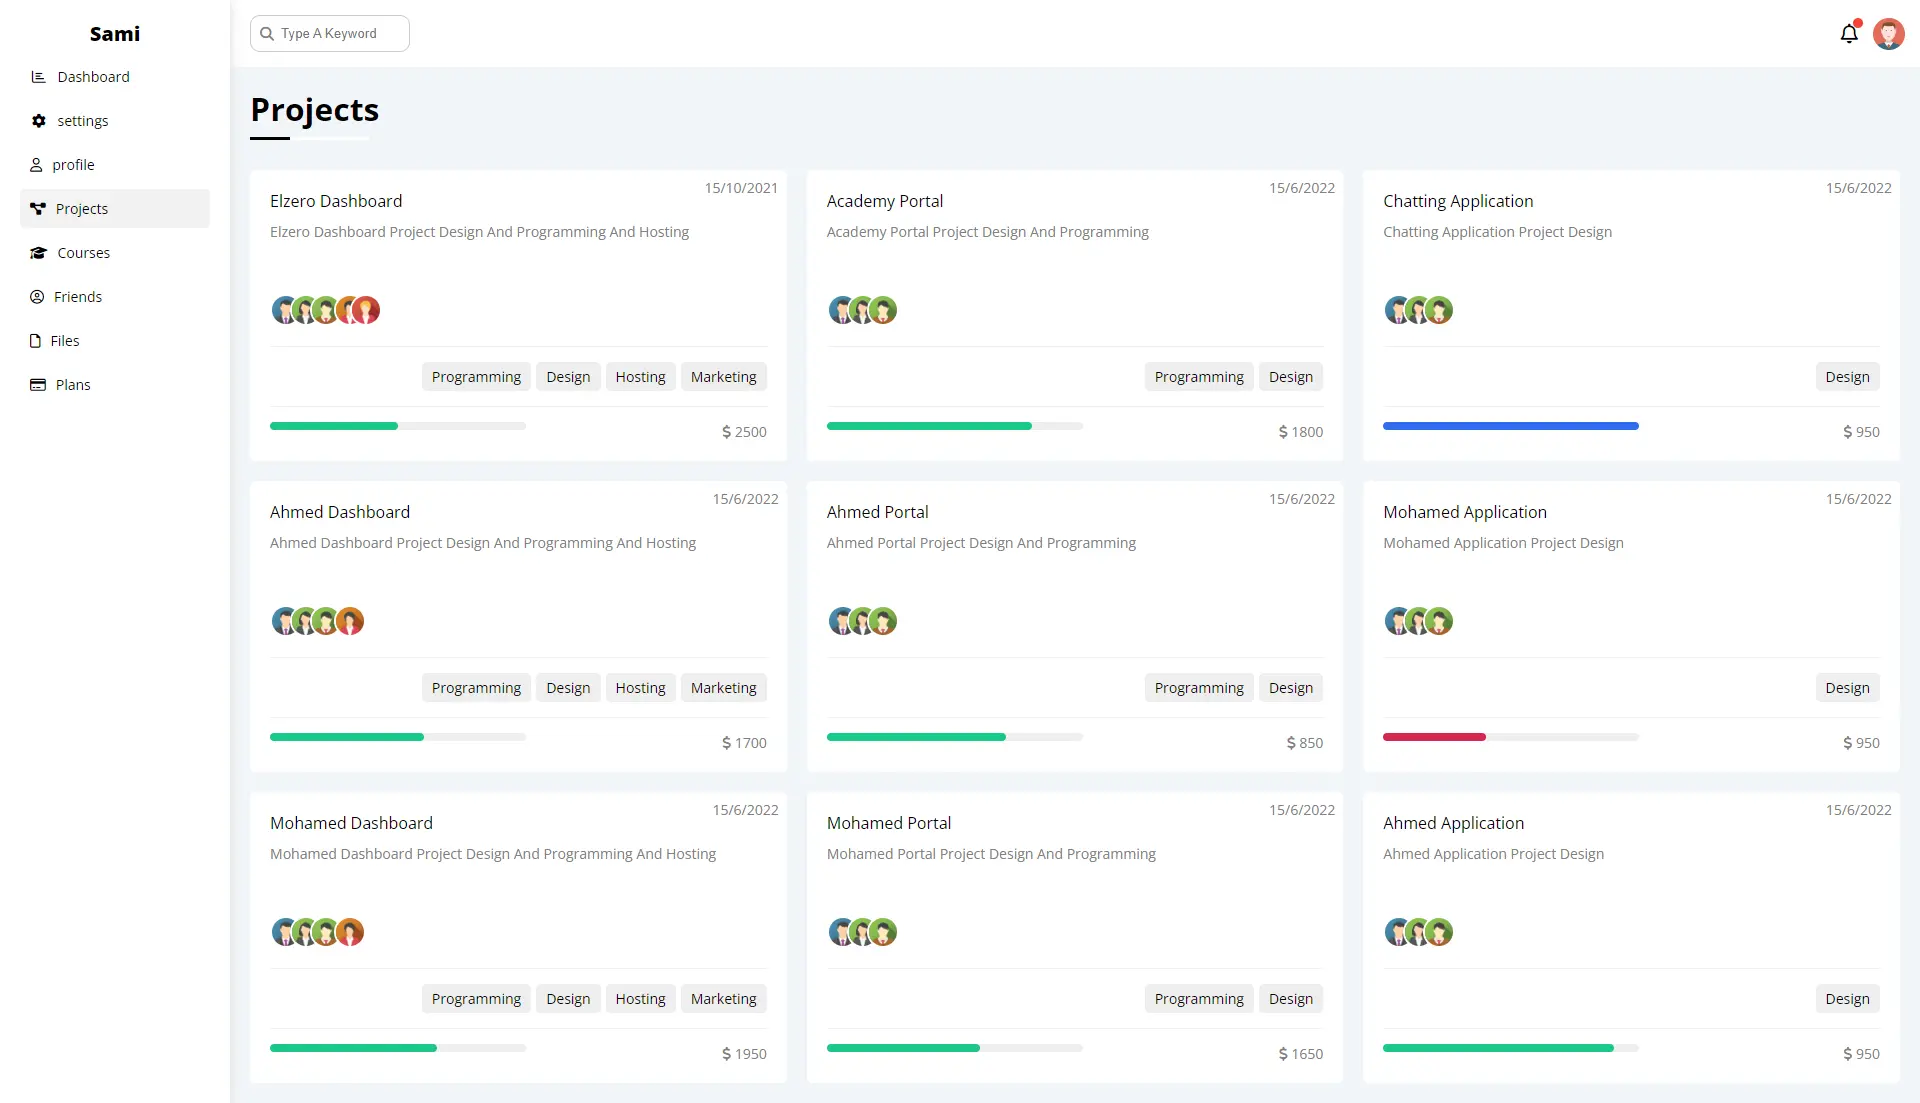 Sami
Dashboard
settings
profile
Projects
Courses
Friends
Files
Plans
Type A Keyword
Projects
15/10/2021
Elzero Dashboard
Elzero Dashboard Project Design And Programming And Hosting
Programming Design Hosting Marketing
$ 2500
15/6/2022
Academy Portal
Academy Portal Project Design And Programming
Programming Design
$ 1800
15/6/2022
Chatting Application
Chatting Application Project Design
Design
$ 950
15/6/2022
Ahmed Dashboard
Ahmed Dashboard Project Design And Programming And Hosting
Programming Design Hosting Marketing
$ 1700
15/6/2022
Ahmed Portal
Ahmed Portal Project Design And Programming
Programming Design
$ 850
15/6/2022
Mohamed Application
Mohamed Application Project Design
Design
$ 950
15/6/2022
Mohamed Dashboard
Mohamed Dashboard Project Design And Programming And Hosting
Programming Design Hosting Marketing
$ 1950
15/6/2022
Mohamed Portal
Mohamed Portal Project Design And Programming
Programming Design
$ 1650
15/6/2022
Ahmed Application
Ahmed Application Project Design
Design
$ 950